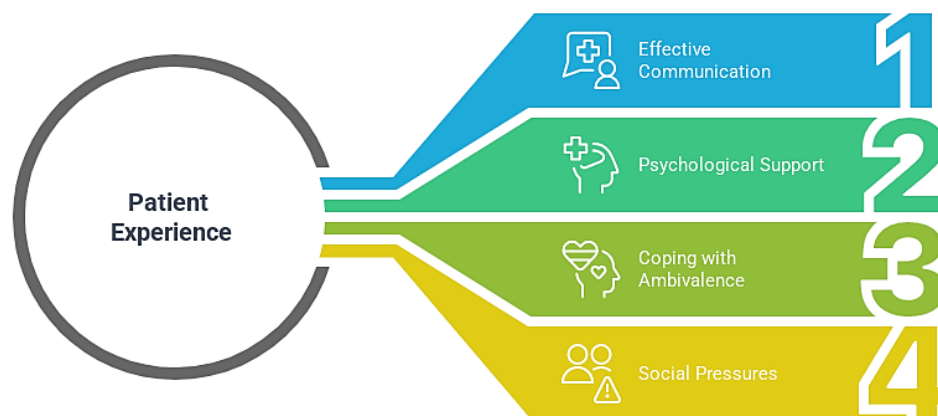 Patient
Experience
Effective
Communication
1
Psychological Support
2
Coping with
Ambivalence
3
Social Pressures
4